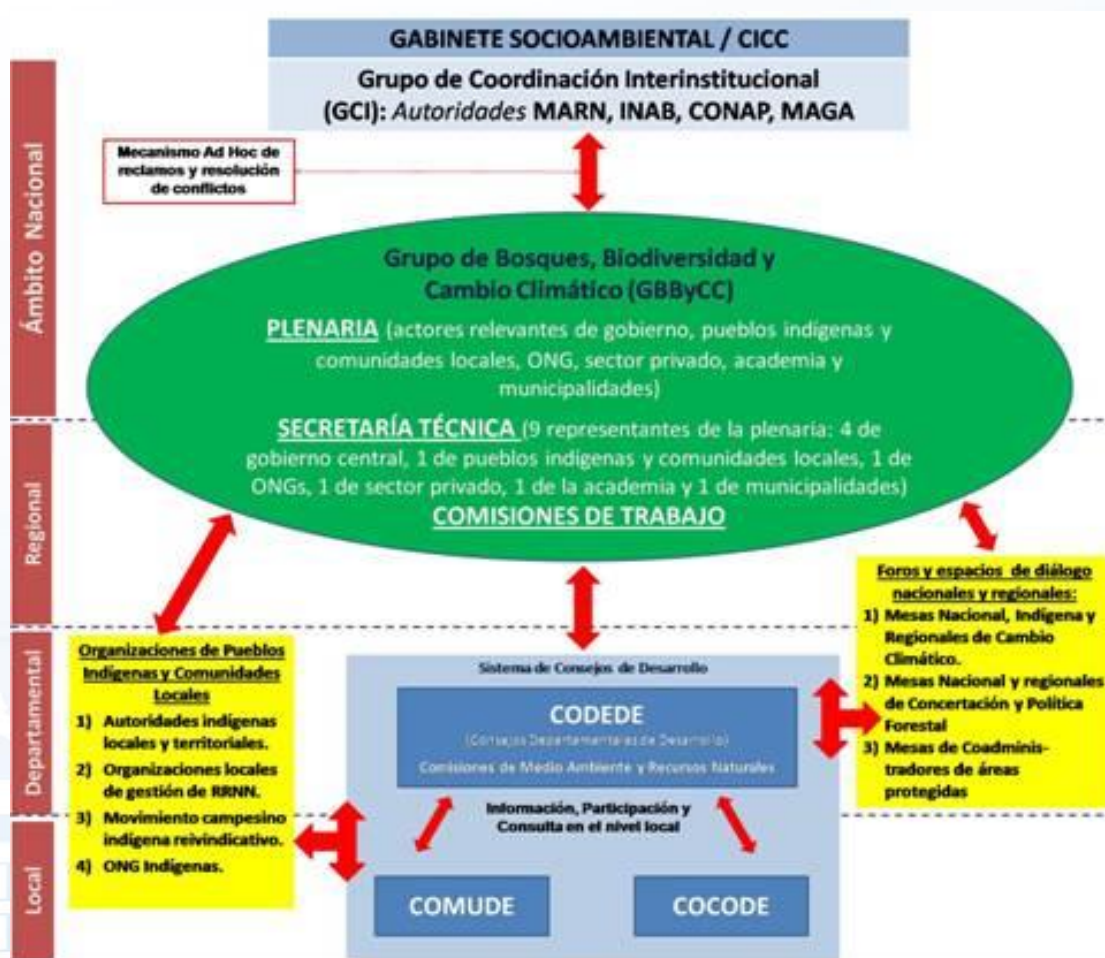 GABINETE SOCIOAMBIENTAL / CICC
Grupo de Coordinación Interinstitucional
(GCI): Autoridades MARN, INAB, CONAP, MAGA
Mecanismo Ad Hoc de
reclamos y resolución
de conflictos
Ámbito Nacional
Grupo de Bosques, Biodiversidad y
Cambio Climático (GBByCC)
PLENARIA (actores relevantes de gobierno, pueblos indígenas y
comunidades locales, ONG, sector privado, academia y
municipalidades)
SECRETARÍA TÉCNICA (9 representantes de la plenaria: 4 de
gobierno central, 1 de pueblos indígenas y comunidades locales, 1 de
ONGs, 1 de sector privado, 1 de la academia y 1 de municipalidades)
COMISIONES DE TRABAJO
Regional
Foros y espacios de diálogo
nacionales y regionales:
1) Mesas Nacional, Indígena y
Regionales de Cambio
Climático.
2) Mesas Nacional y regionales
de Concertación y Política
Forestal
3) Mesas de Coadminis-
tradores de áreas
protegidas
Departamental
Organizaciones de Pueblos
Indígenas y Comunidades
Locales
1) Autoridades indígenas
locales y territoriales.
2) Organizaciones locales
de gestión de RRNN.
3) Movimiento campesino
indígena reivindicativo.
4) ONG Indígenas.
Sistema de Consejos de Desarrollo
CODEDE
(Consejos Departamentales de Desarrollo)
Comisiones de Medio Ambiente y Recursos Naturales
Información, Participación y
Consulta en el nivel local
Local
COMUDE
COCODE